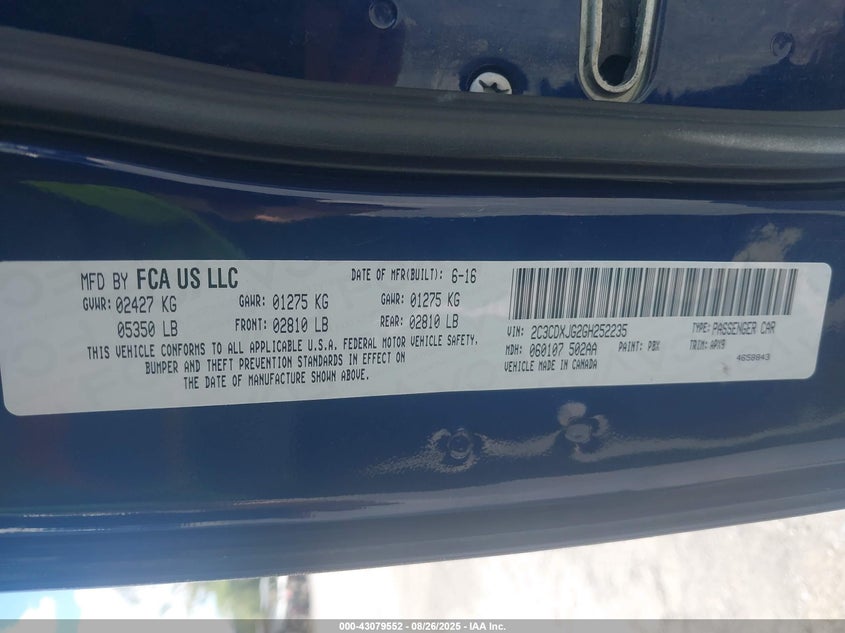 MFD BY FCA US LLC
DATE OF MFR(BUILT): 6-16
GVWR: 02427 KG GAWR: 01275 KG GAWR: 01275 KG
05350 LB FRONT: 02810 LB REAR: 02810 LB
THIS VEHICLE CONFORMS TO ALL APPLICABLE U.S.A. FEDERAL MOTOR VEHICLE SAFETY,
BUMPER AND THEFT PREVENTION STANDARDS IN EFFECT ON
THE DATE OF MANUFACTURE SHOWN ABOVE.
VIN: 2C3CDXJG2GH252235 TYPE: PASSENGER CAR
MDH: 060107 502AA PAINT: PBX TRIM: APX9
VEHICLE MADE IN CANADA 4658843
000-43079552 - 08/26/2025 - IAA Inc.